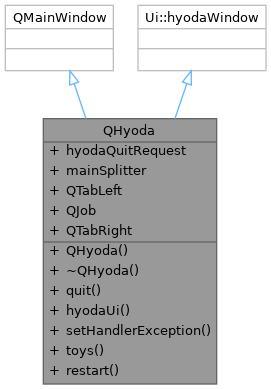 QMainWindow
Ui::hyodaWindow
QHyoda
+ hyodaQuitRequest
+ mainSplitter
+ QTabLeft
+ QJob
+ QTabRight
+ QHyoda()
+ ~QHyoda()
+ quit()
+ hyodaUi()
+ setHandlerException()
+ toys()
+ restart()